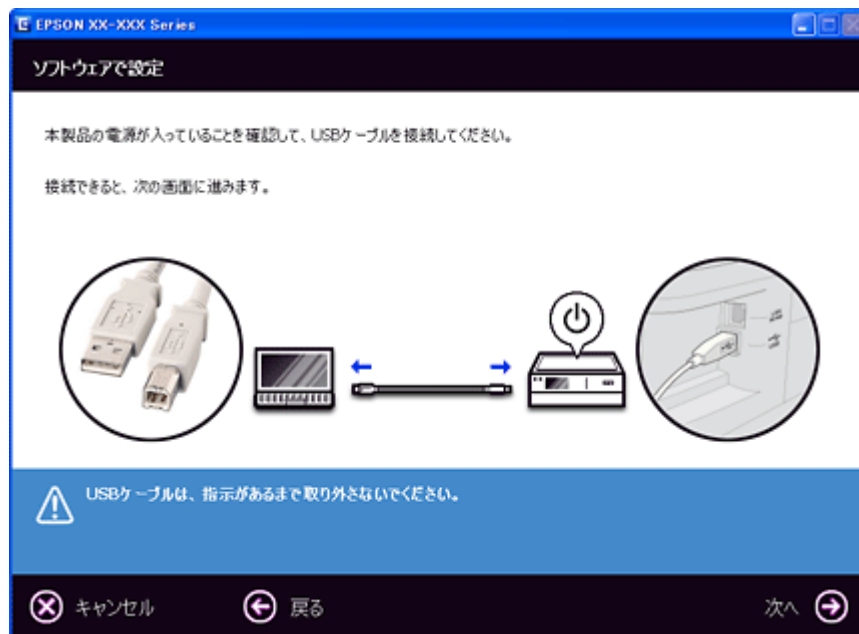 EPSON XX-XXX Series
ソフトウェアで設定
本製品の電源が入っていることを確認して、USBケーブルを接続してください。
接続できると、次の画面に進みます。
USBケーブルは、指示があるまで取り外さないでください。
キャンセル
戻る
次へ